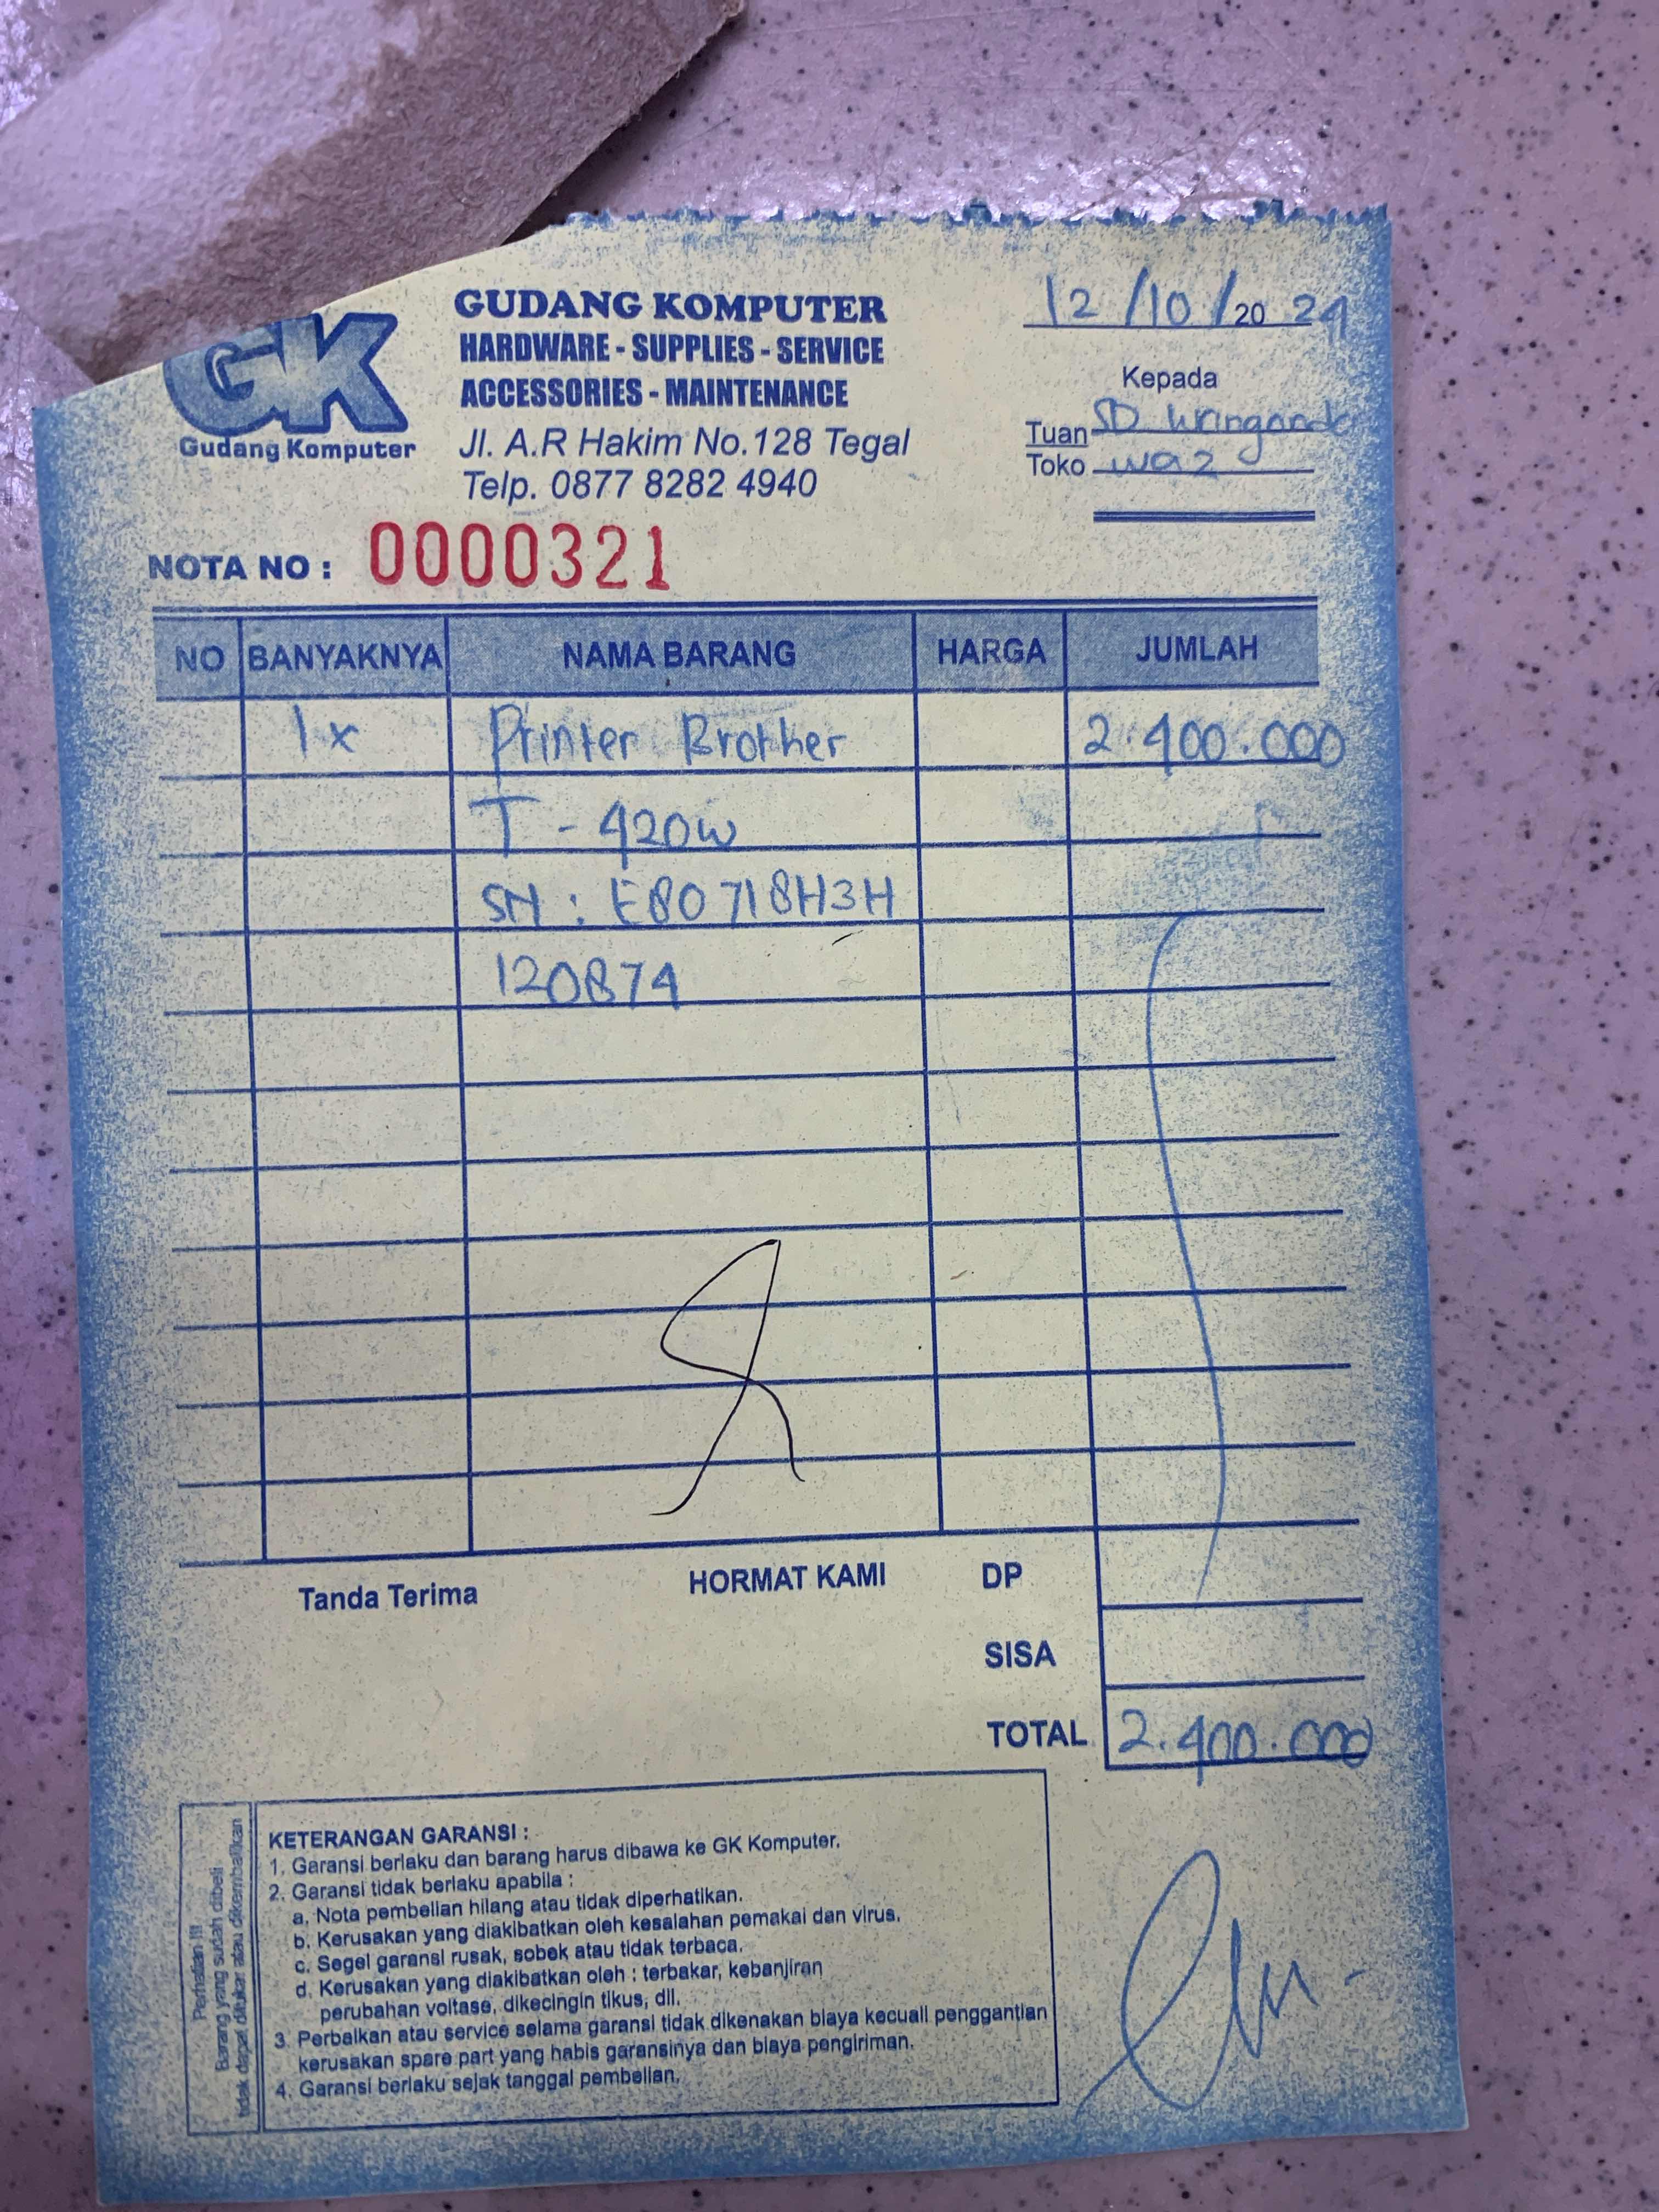 GK
Gudang Komputer
GUDANG KOMPUTER
HARDWARE - SUPPLIES - SERVICE
ACCESSORIES - MAINTENANCE
Jl. A.R Hakim No.128 Tegal
Telp. 0877 8282 4940
12 /10 /20 24
Kepada
Tuan SD
Toko
NOTA NO : 0000321
NO BANYAKNYA NAMA BARANG HARGA JUMLAH
1x Printer Brother 2.400.000
T - 420w
SN : E80718H3H
120874
Tanda Terima HORMAT KAMI DP
SISA
TOTAL 2.400.000
Perhatian !!!
Barang yang sudah dibeli
tidak dapat ditukar atau dikembalikan
KETERANGAN GARANSI :
1. Garansi berlaku dan barang harus dibawa ke GK Komputer.
2. Garansi tidak berlaku apabila :
a. Nota pembelian hilang atau tidak diperhatikan.
b. Kerusakan yang diakibatkan oleh kesalahan pemakai dan virus.
c. Segel garansi rusak, sobek atau tidak terbaca.
d. Kerusakan yang diakibatkan oleh : terbakar, kebanjiran
perubahan voltase, dikecingin tikus, dll.
3. Perbaikan atau service selama garansi tidak dikenakan biaya kecuali penggantian
kerusakan spare part yang habis garansinya dan biaya pengiriman.
4. Garansi berlaku sejak tanggal pembelian.